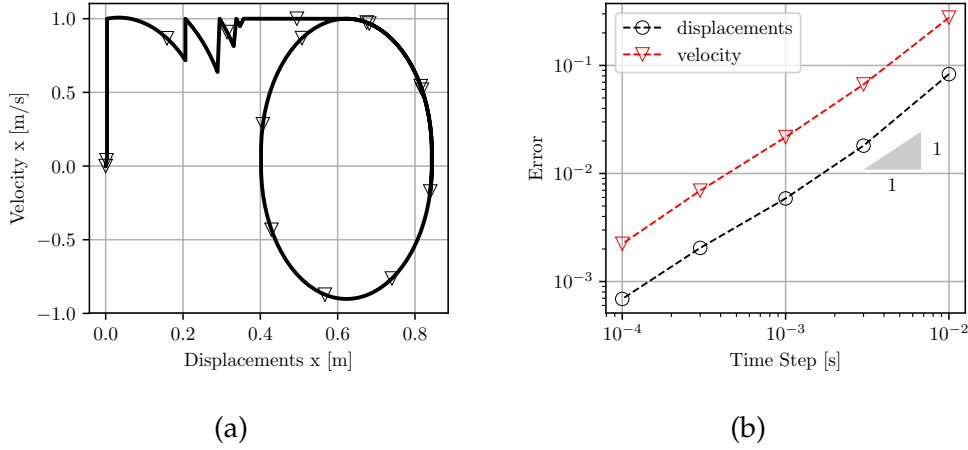 1.0
0.5
0.0
−0.5
−1.0
Velocity x [m/s]
0.0 0.2 0.4 0.6 0.8
Displacements x [m]
(a)
displacements
velocity
10⁻¹
10⁻²
10⁻³
Error
1
1
10⁻⁴ 10⁻³ 10⁻²
Time Step [s]
(b)